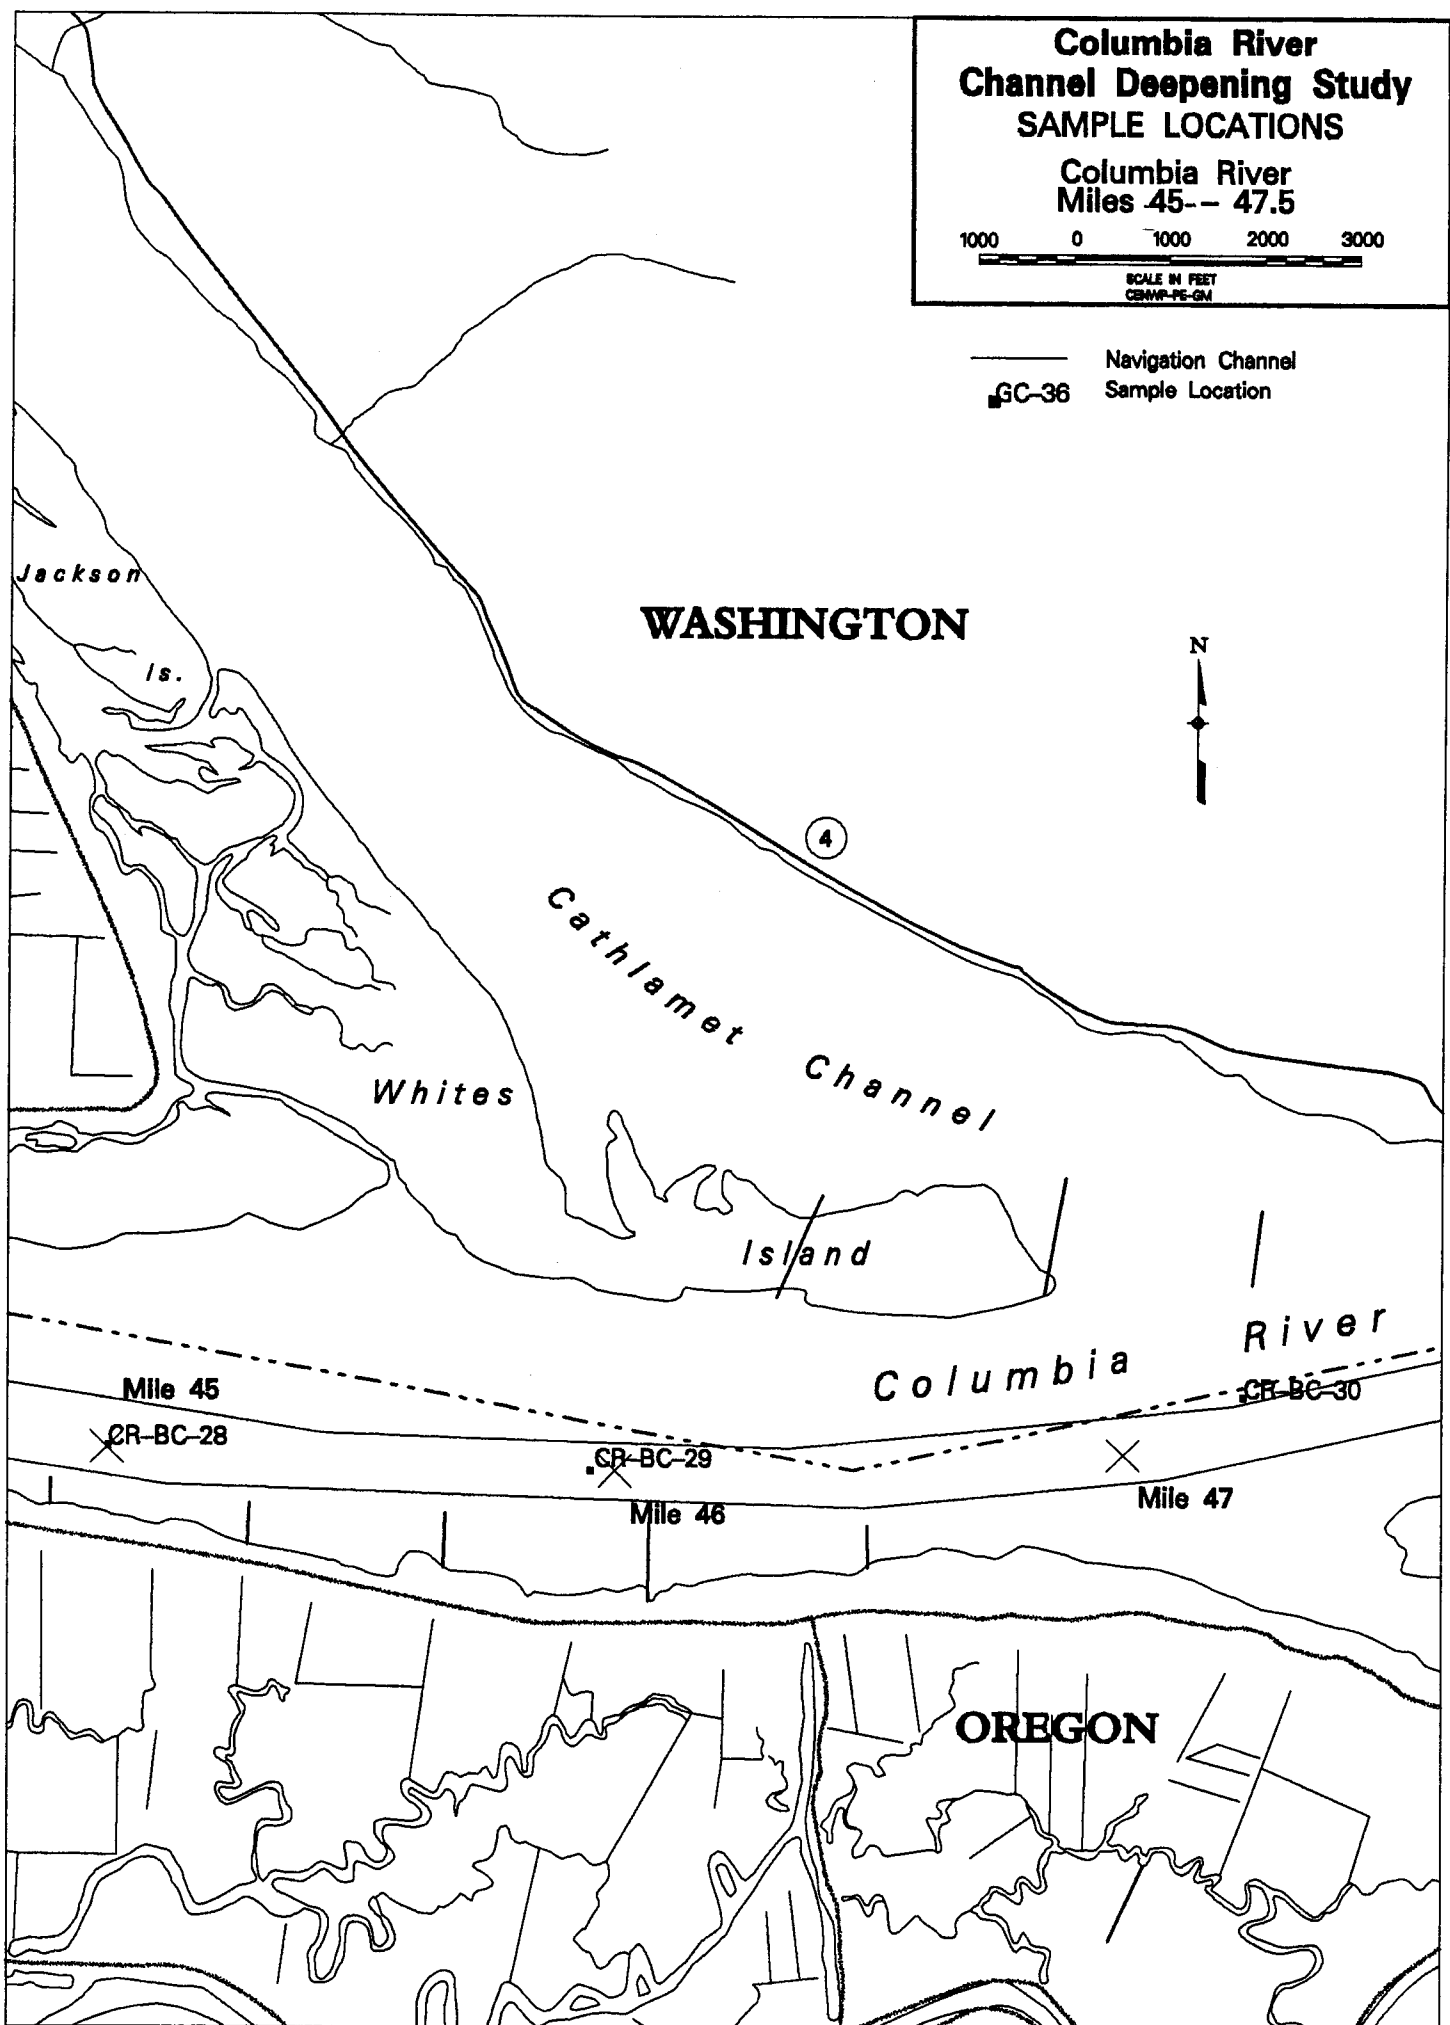 Columbia River
Channel Deepening Study
SAMPLE LOCATIONS
Columbia River
Miles 45-- 47.5
1000 0 1000 2000 3000
SCALE IN FEET
CENWP-PE-GM
Navigation Channel
GC-36 Sample Location
Jackson
Is.
WASHINGTON
N
4
Cathlamet Channel
Whites
Island
Columbia River
Mile 45
CR-BC-28
CR-BC-29
CR-BC-30
Mile 46
Mile 47
OREGON